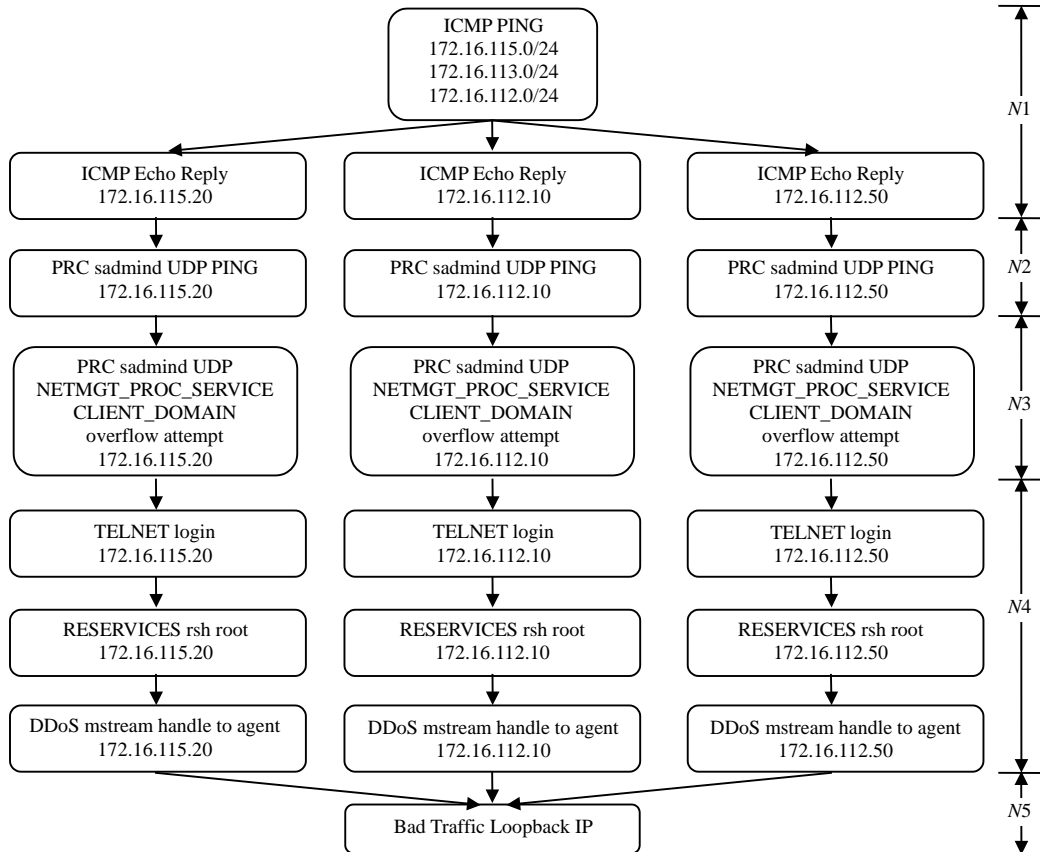 ICMP PING
172.16.115.0/24
172.16.113.0/24
172.16.112.0/24
N1
ICMP Echo Reply
172.16.115.20
ICMP Echo Reply
172.16.112.10
ICMP Echo Reply
172.16.112.50
PRC sadmind UDP PING
172.16.115.20
PRC sadmind UDP PING
172.16.112.10
PRC sadmind UDP PING
172.16.112.50
N2
PRC sadmind UDP
NETMGT_PROC_SERVICE
CLIENT_DOMAIN
overflow attempt
172.16.115.20
PRC sadmind UDP
NETMGT_PROC_SERVICE
CLIENT_DOMAIN
overflow attempt
172.16.112.10
PRC sadmind UDP
NETMGT_PROC_SERVICE
CLIENT_DOMAIN
overflow attempt
172.16.112.50
N3
TELNET login
172.16.115.20
TELNET login
172.16.112.10
TELNET login
172.16.112.50
RESERVICES rsh root
172.16.115.20
RESERVICES rsh root
172.16.112.10
RESERVICES rsh root
172.16.112.50
N4
DDoS mstream handle to agent
172.16.115.20
DDoS mstream handle to agent
172.16.112.10
DDoS mstream handle to agent
172.16.112.50
Bad Traffic Loopback IP
N5